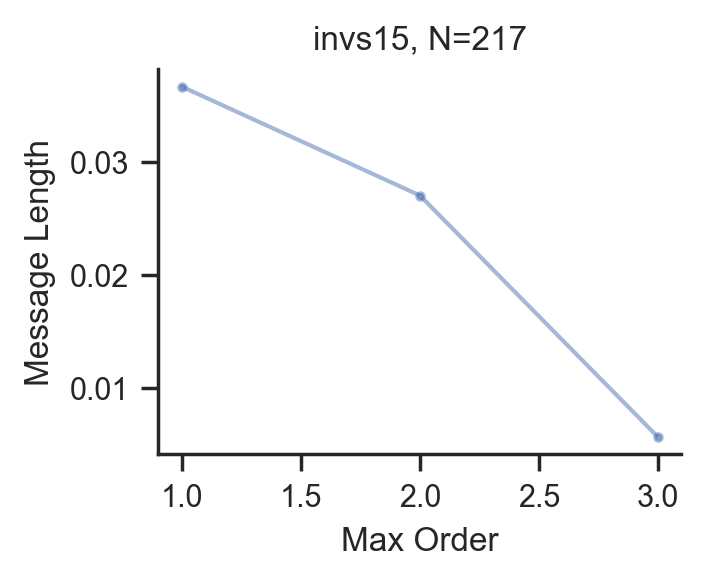 invs15, N=217
Message Length
0.03
0.02
0.01
1.0 1.5 2.0 2.5 3.0
Max Order